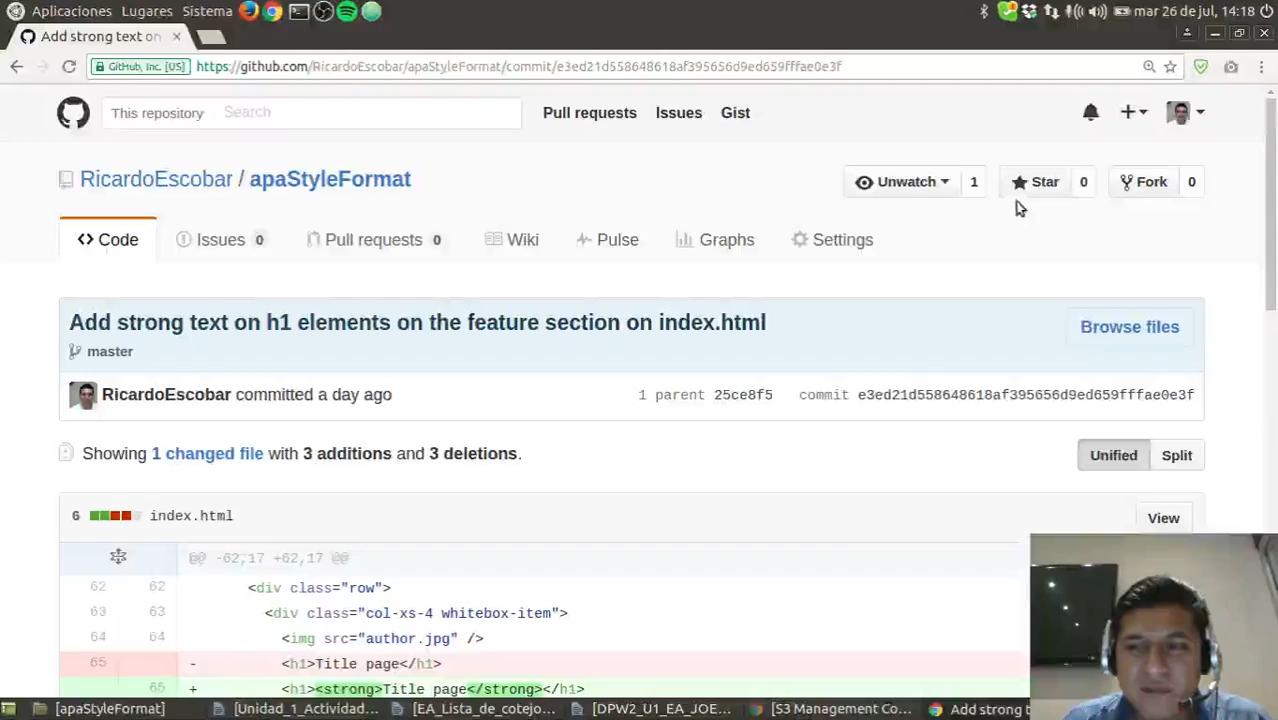 Aplicaciones Lugares Sistema mar 26 de jul, 14:18
Add strong text on
GitHub, Inc. [US] https://github.com/RicardoEscobar/apaStyleFormat/commit/e3ed21d558648618af395656d9ed659fffae0e3f
This repository Search Pull requests Issues Gist
RicardoEscobar / apaStyleFormat Unwatch 1 Star 0 Fork 0
Code Issues 0 Pull requests 0 Wiki Pulse Graphs Settings
Add strong text on h1 elements on the feature section on index.html Browse files
master
RicardoEscobar committed a day ago 1 parent 25ce8f5 commit e3ed21d558648618af395656d9ed659fffae0e3f
Showing 1 changed file with 3 additions and 3 deletions. Unified Split
6 index.html View
@@ -62,17 +62,17 @@
62 62 <div class="row">
63 63 <div class="col-xs-4 whitebox-item">
64 64 <img src="author.jpg" />
65 - <h1>Title page</h1>
65 + <h1><strong>Title page</strong></h1>
[apaStyleFormat] [Unidad_1_Actividad... [EA_Lista_de_cotejo... [DPW2_U1_EA_JOE... [S3 Management Co... Add strong t